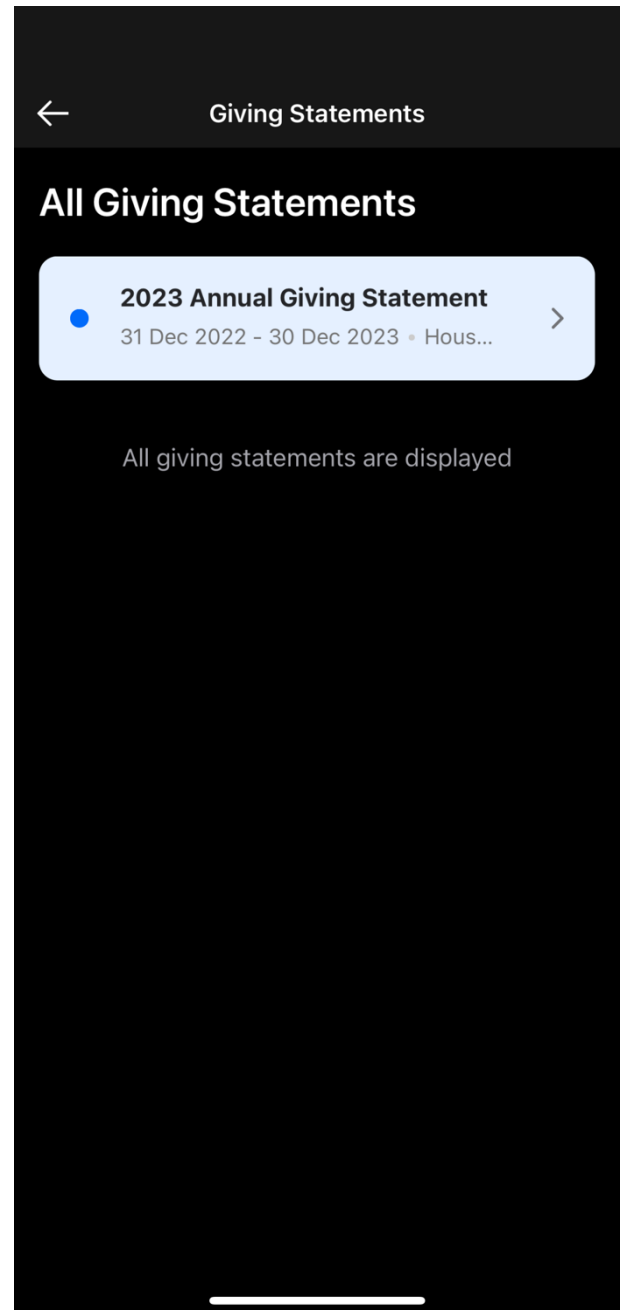 Giving Statements
All Giving Statements
2023 Annual Giving Statement
31 Dec 2022 - 30 Dec 2023 • Hous...
All giving statements are displayed